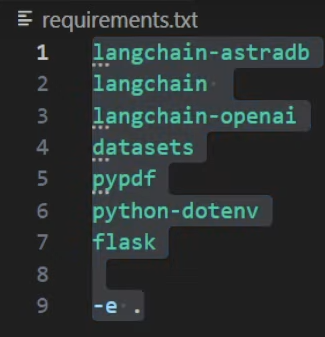 requirements.txt
1 langchain-astradb
2 langchain
3 langchain-openai
4 datasets
5 pypdf
6 python-dotenv
7 flask
8
9 -e .